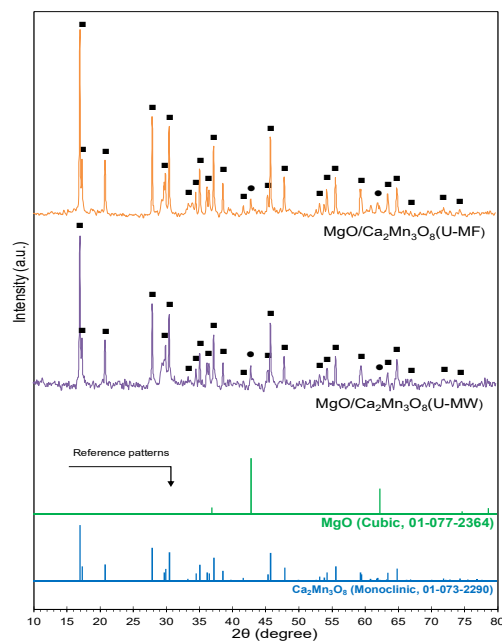 MgO/Ca₂Mn₃O₈(U-MF)
MgO/Ca₂Mn₃O₈(U-MW)
Reference patterns
MgO (Cubic, 01-077-2364)
Ca₂Mn₃O₈ (Monoclinic, 01-073-2290)
Intensity (a.u.)
10 15 20 25 30 35 40 45 50 55 60 65 70 75 80
2θ (degree)